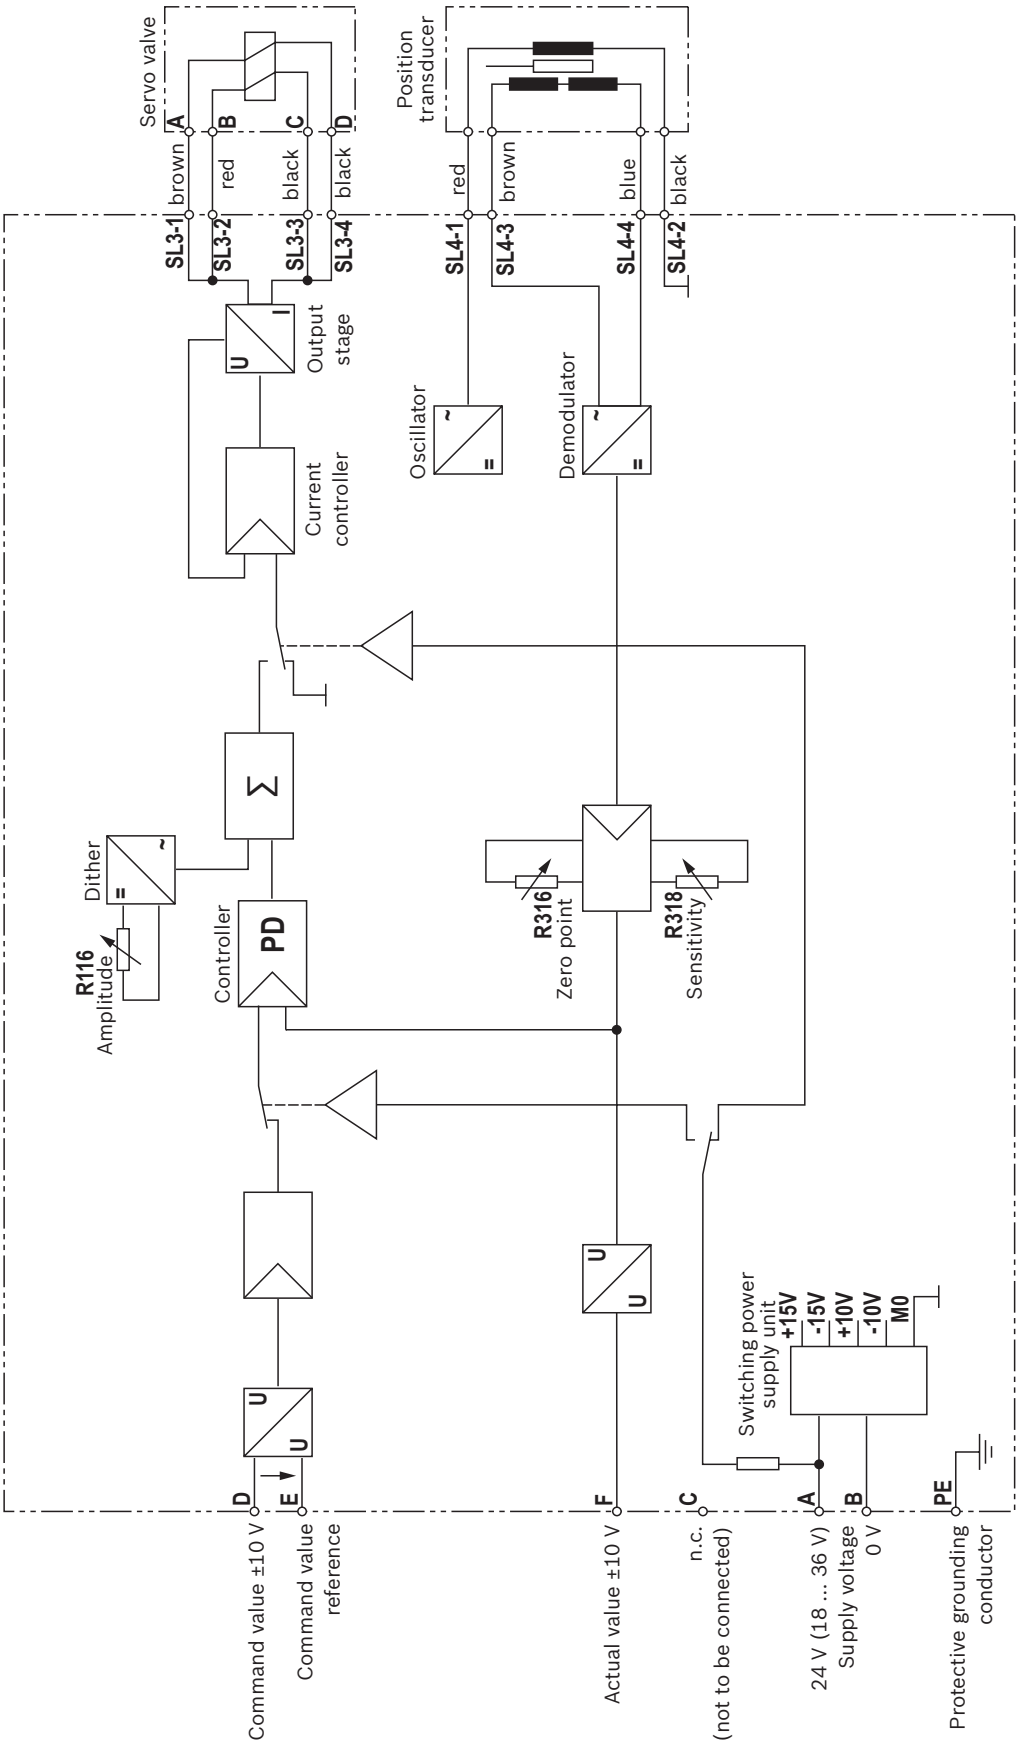 Servo valve
A
B
C
D
brown
red
black
black
SL3-1
SL3-2
SL3-3
SL3-4
Position
transducer
red
brown
blue
black
SL4-1
SL4-3
SL4-4
SL4-2
U
I
Output
stage
Current
controller
Oscillator
~
=
Demodulator
~
=
Σ
Dither
=
~
R116
Amplitude
Controller
PD
R316
Zero point
R318
Sensitivity
U
U
U
U
Switching power
supply unit
+15V
-15V
+10V
-10V
M0
D
E
F
C
A
B
PE
Command value ±10 V
Command value
reference
Actual value ±10 V
n.c.
(not to be connected)
24 V (18 ... 36 V)
Supply voltage
0 V
Protective grounding
conductor